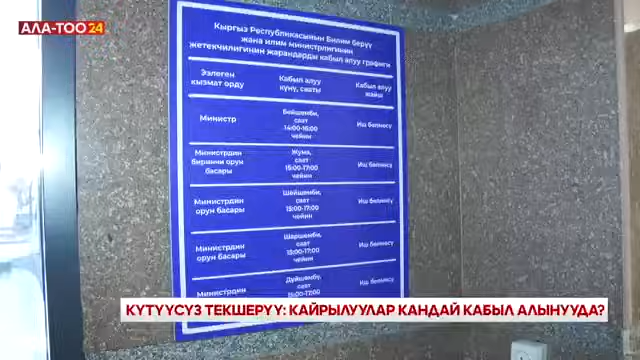 АЛА-ТОО 24
Кыргыз Республикасынын Билим берүү
жана илим министрлигинин
жетекчилигинин жарандарды кабыл алуу графиги
Ээлеген
кызмат орду
Кабыл алуу
күнү, сааты
Кабыл алуу
жайы
Министр
Бейшемби,
саат
14:00-16:00
чейин
Иш бөлмөсү
Министрдин
биринчи орун
басары
Жума,
саат
15:00-17:00
чейин
Иш бөлмөсү
Министрдин
орун басары
Шейшемби,
саат
15:00-17:00
чейин
Иш бөлмөсү
Министрдин
орун басары
Шаршемби,
саат
15:00-17:00
чейин
Иш бөлмөсү
Министрдин
Дүйшөмбү,
саат
15:00-17:00
Иш бөлмөсү
КҮТҮҮСҮЗ ТЕКШЕРҮҮ: КАЙРЫЛУУЛАР КАНДАЙ КАБЫЛ АЛЫНУУДА?